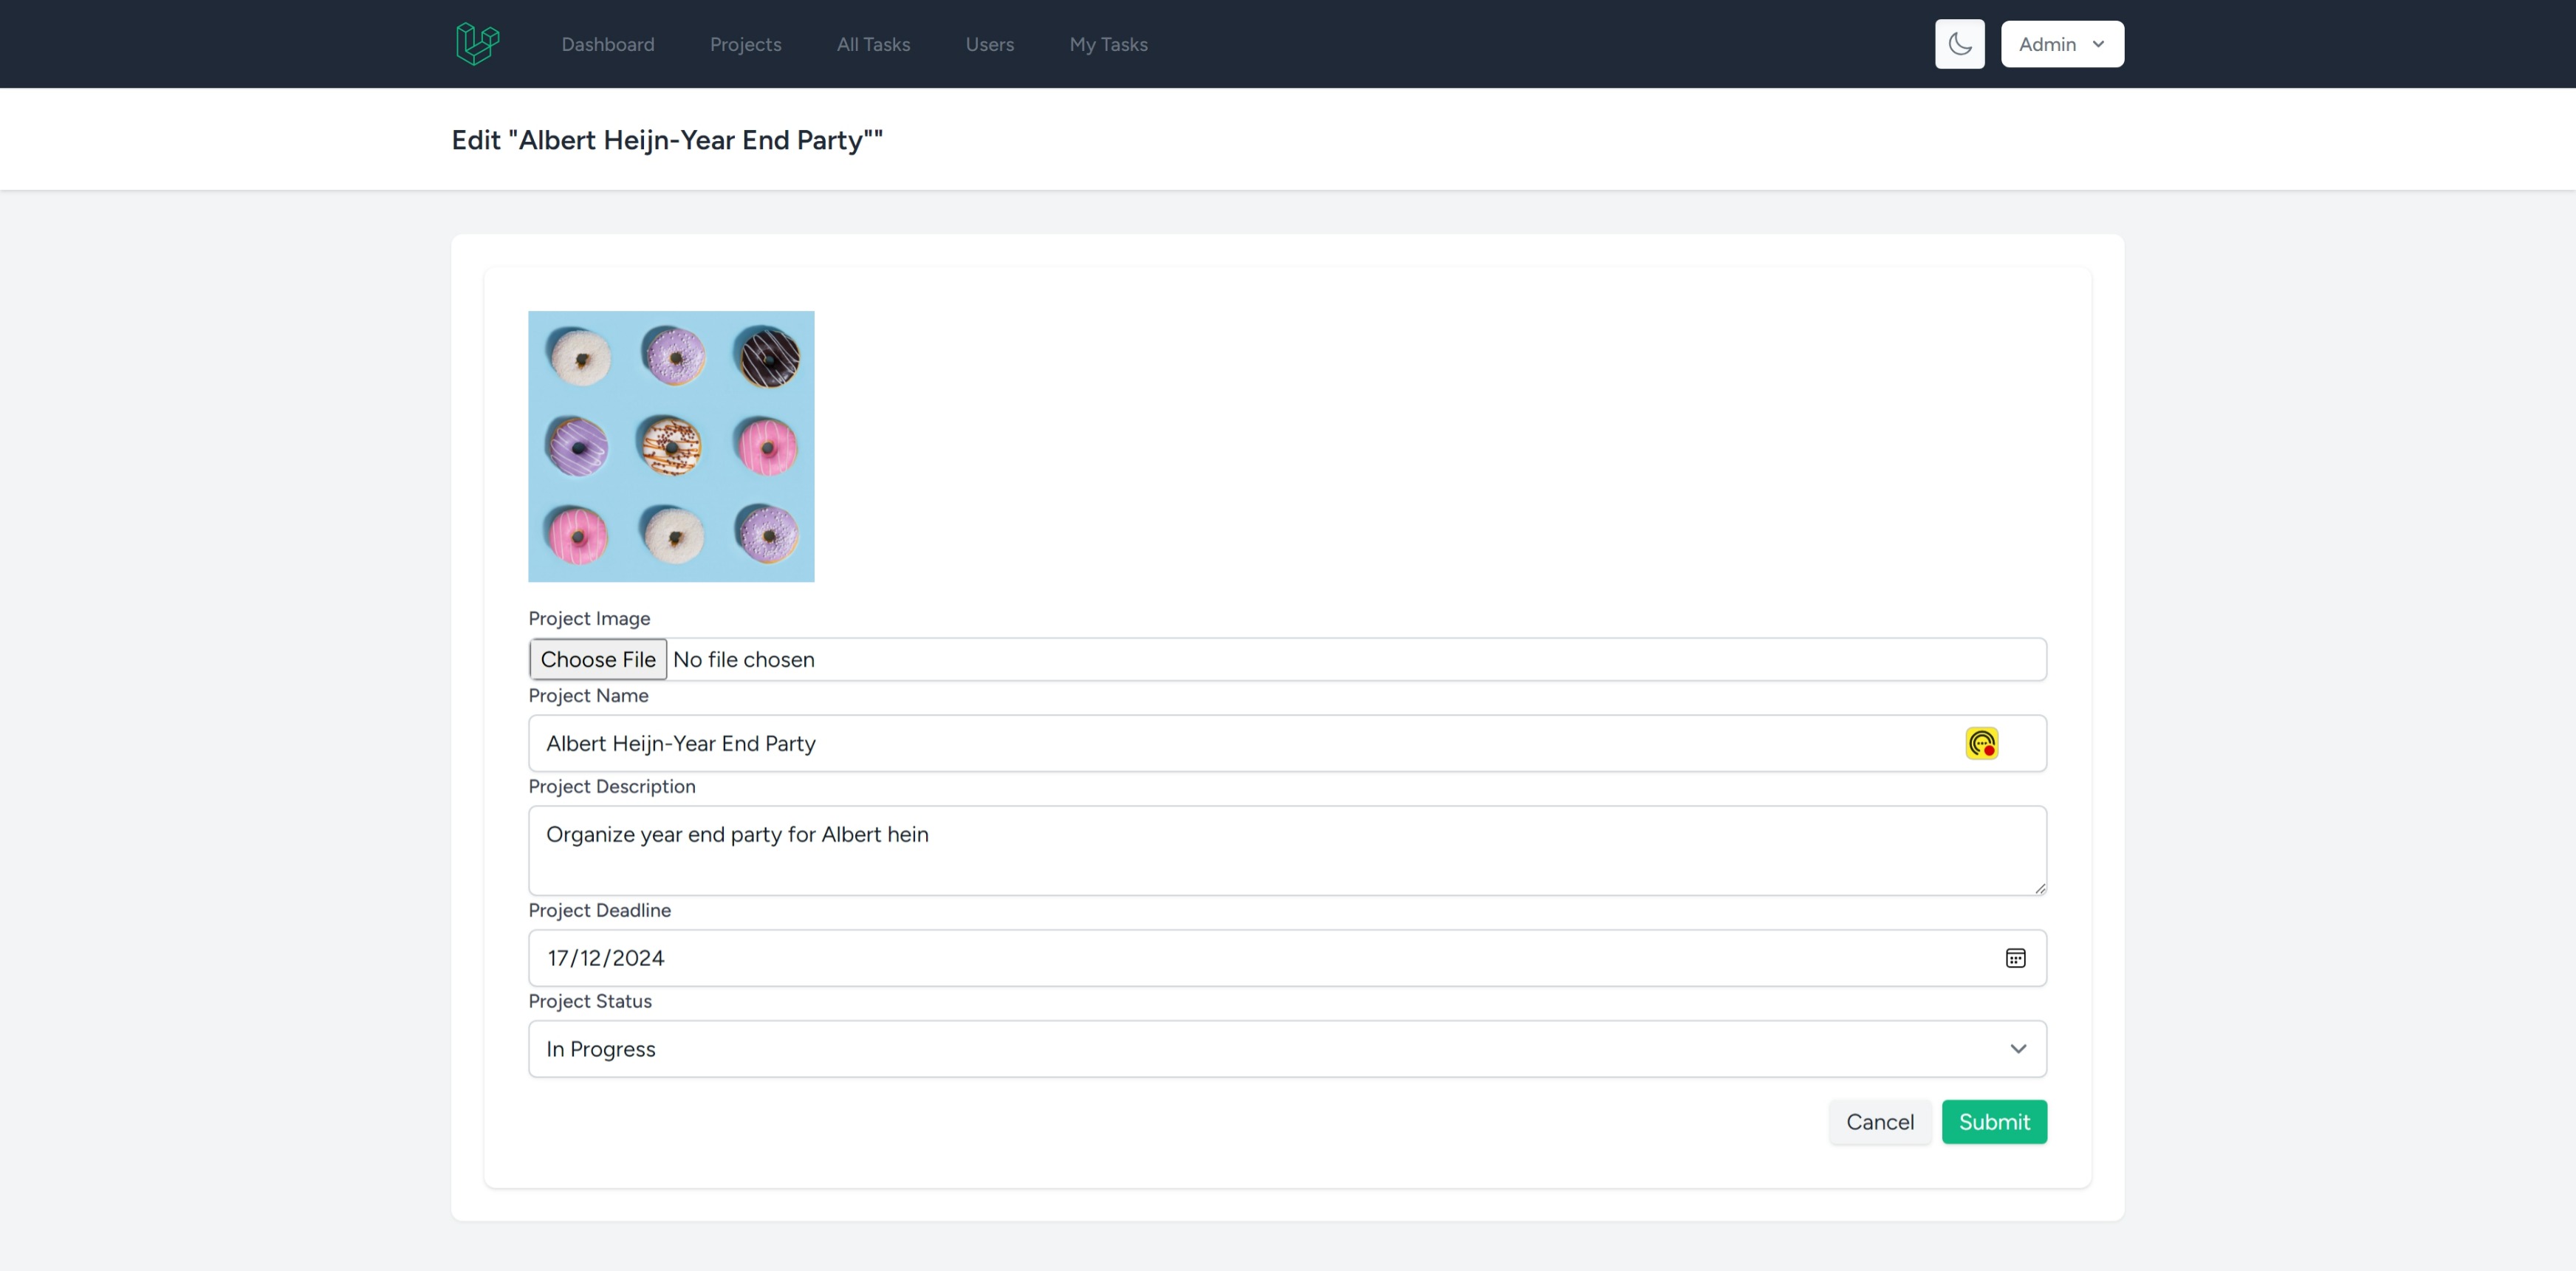 Dashboard Projects All Tasks Users My Tasks Admin
Edit "Albert Heijn-Year End Party""
Project Image
Choose File No file chosen
Project Name
Albert Heijn-Year End Party
Project Description
Organize year end party for Albert hein
Project Deadline
17/12/2024
Project Status
In Progress
Cancel Submit